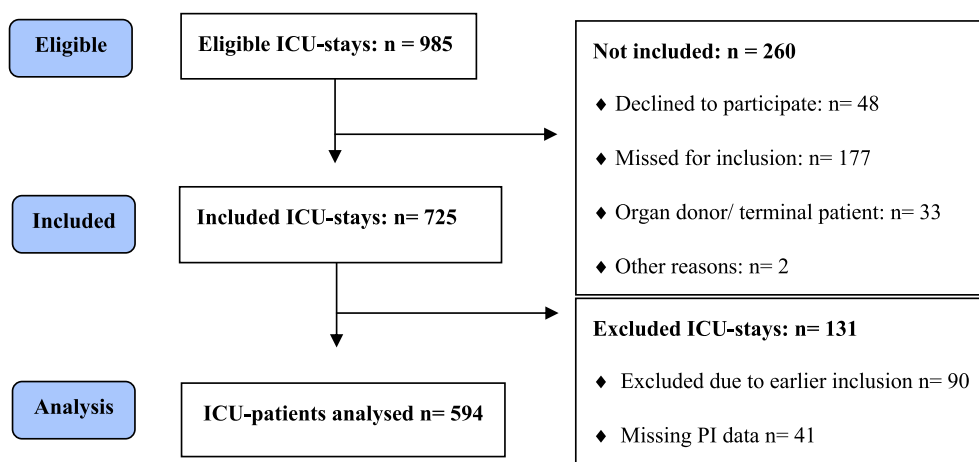 Eligible
Eligible ICU-stays: n = 985
Not included: n = 260
♦ Declined to participate: n= 48
♦ Missed for inclusion: n= 177
♦ Organ donor/ terminal patient: n= 33
♦ Other reasons: n= 2
Included
Included ICU-stays: n= 725
Excluded ICU-stays: n= 131
♦ Excluded due to earlier inclusion n= 90
♦ Missing PI data n= 41
Analysis
ICU-patients analysed n= 594